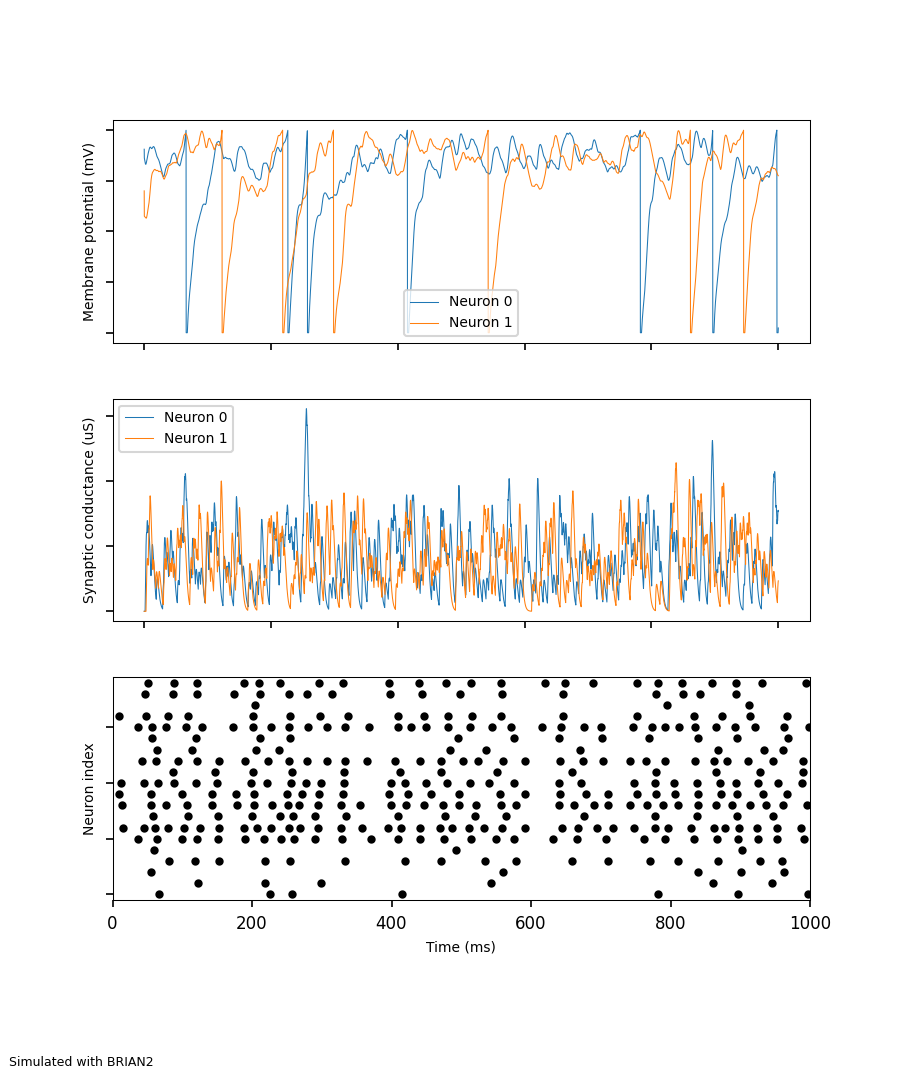 Membrane potential (mV)
Neuron 0
Neuron 1
Synaptic conductance (uS)
Neuron 0
Neuron 1
Neuron index
0 200 400 600 800 1000
Time (ms)
Simulated with BRIAN2